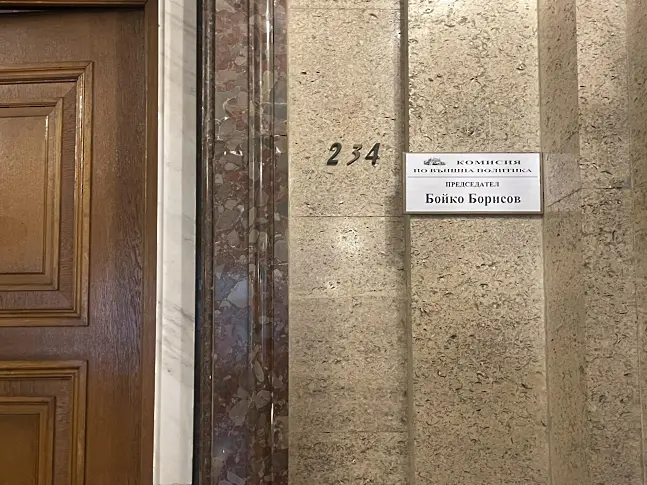 234
КОМИСИЯ
ПО ВЪНШНА ПОЛИТИКА
ПРЕДСЕДАТЕЛ
Бойко Борисов